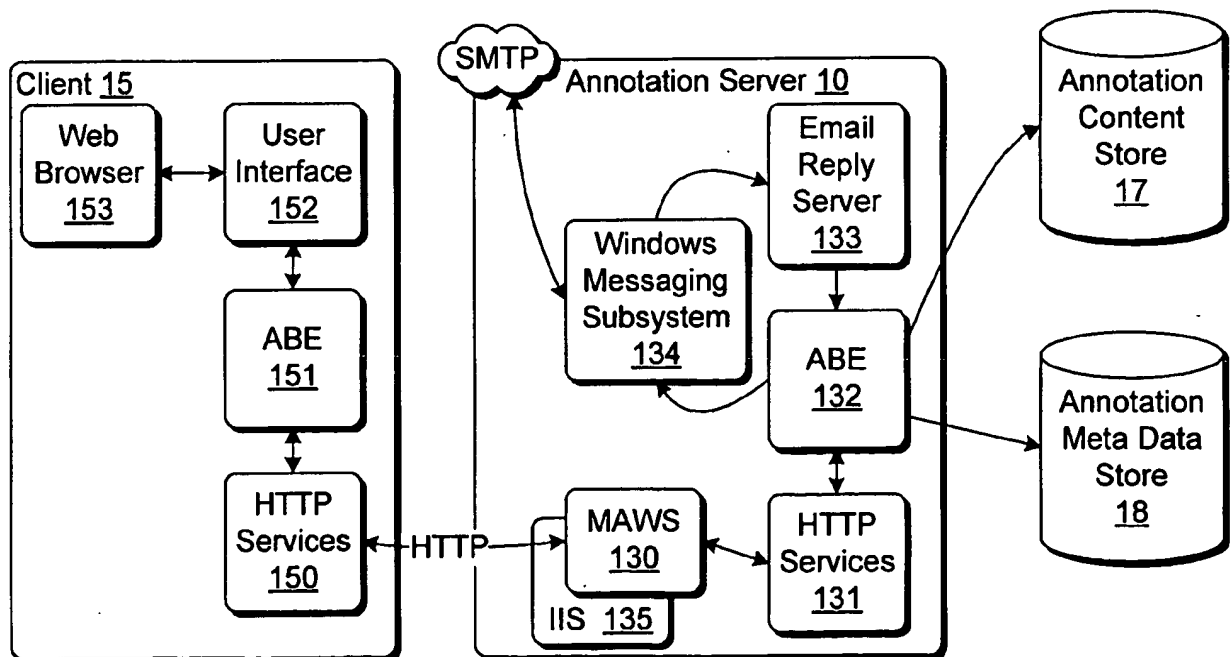 Client 15
Web
Browser
153
User
Interface
152
ABE
151
HTTP
Services
150
HTTP
SMTP
Annotation Server 10
Email
Reply
Server
133
Windows
Messaging
Subsystem
134
ABE
132
MAWS
130
IIS 135
HTTP
Services
131
Annotation
Content
Store
17
Annotation
Meta Data
Store
18